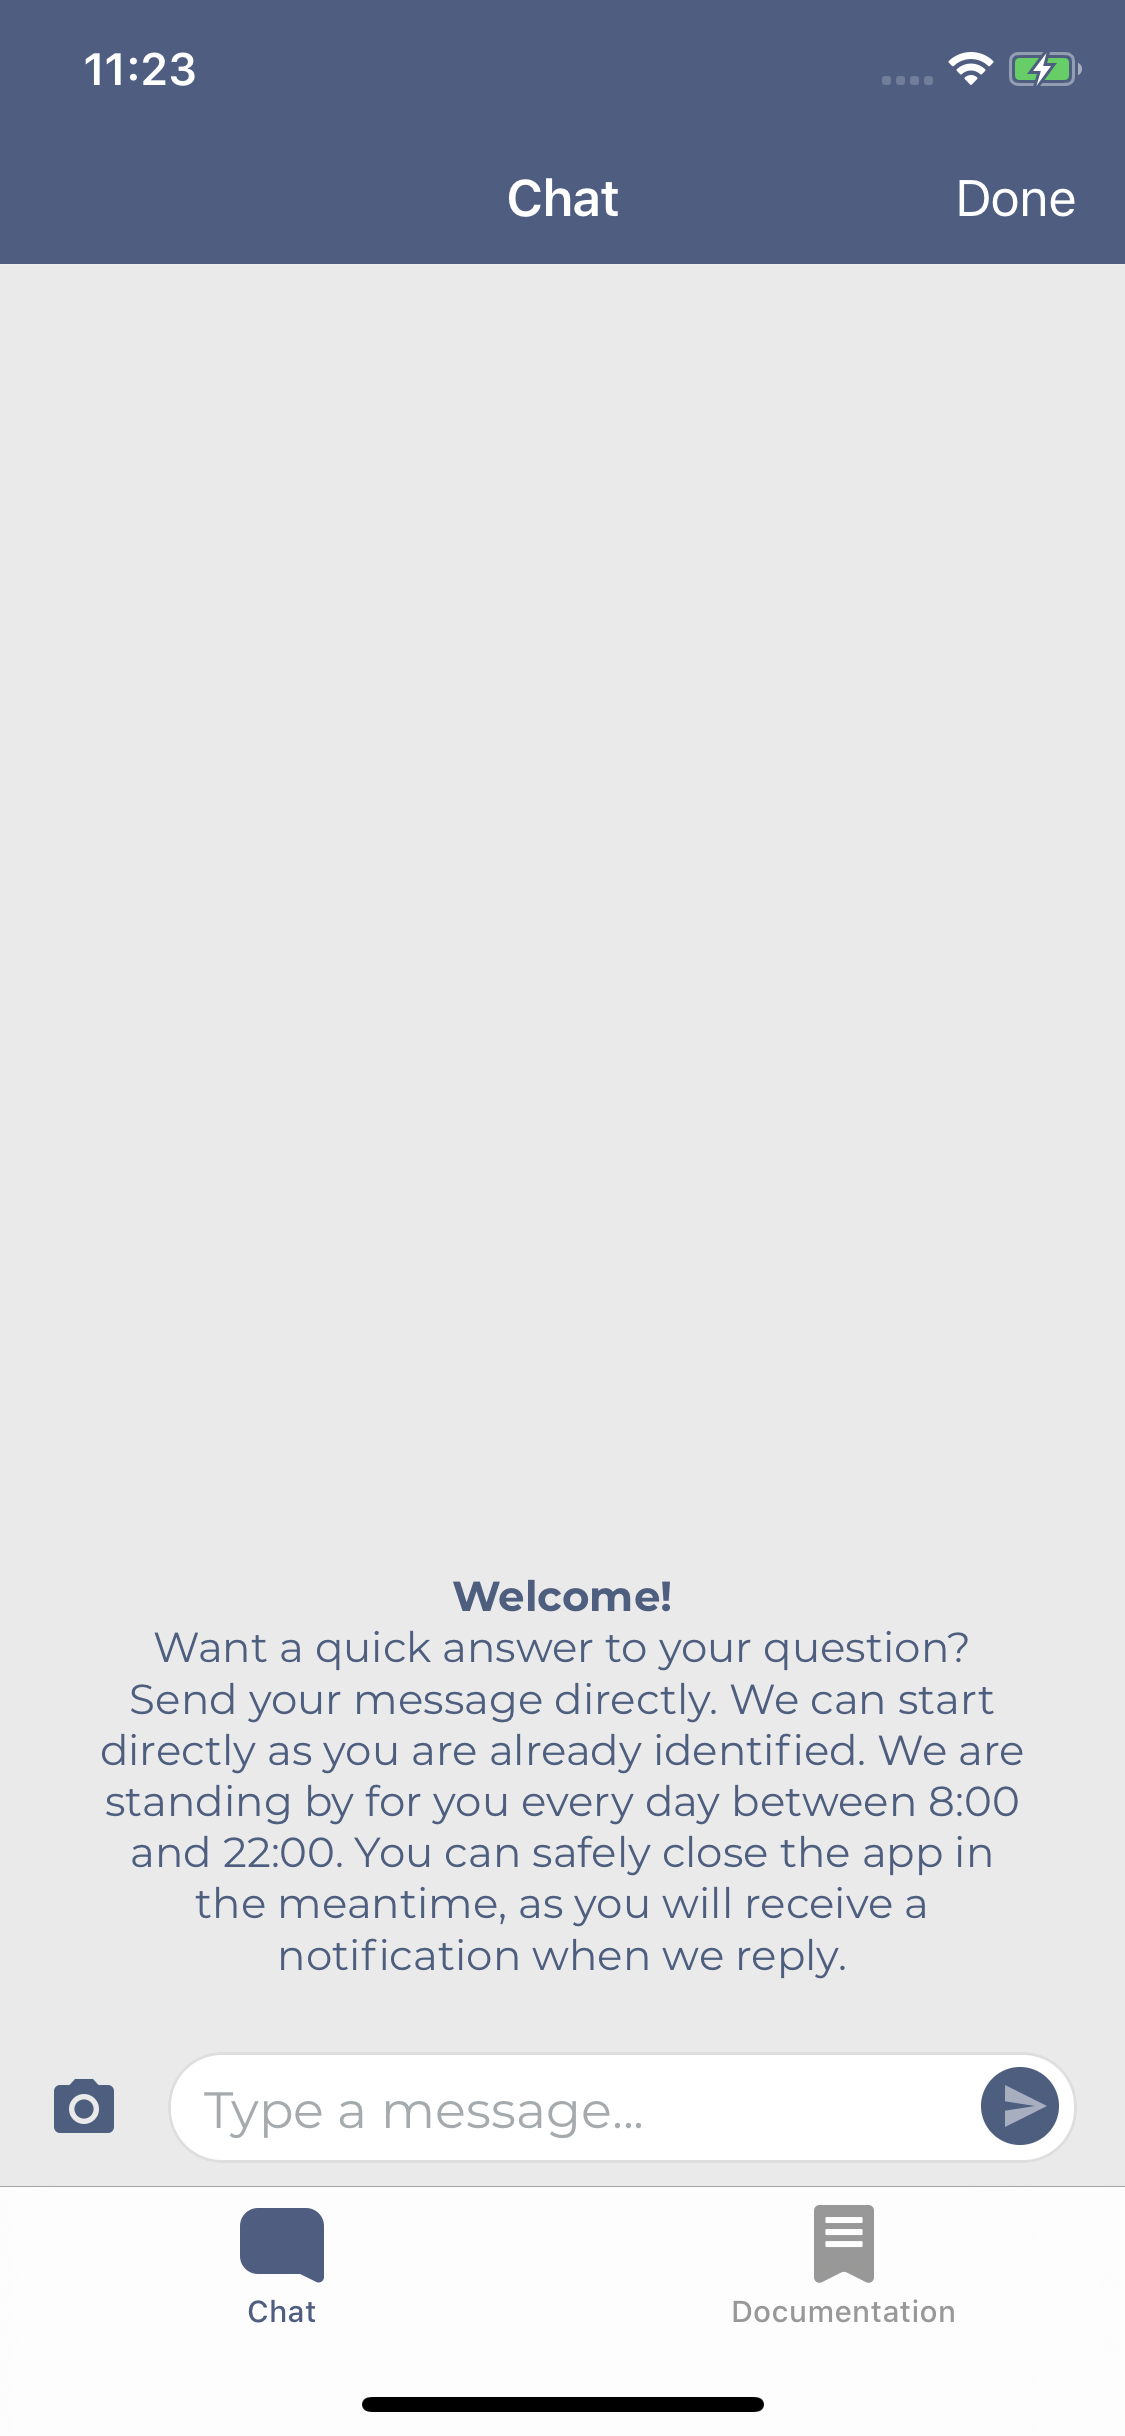 11:23
Chat
Done
Welcome!
Want a quick answer to your question?
Send your message directly. We can start
directly as you are already identified. We are
standing by for you every day between 8:00
and 22:00. You can safely close the app in
the meantime, as you will receive a
notification when we reply.
Type a message...
Chat
Documentation